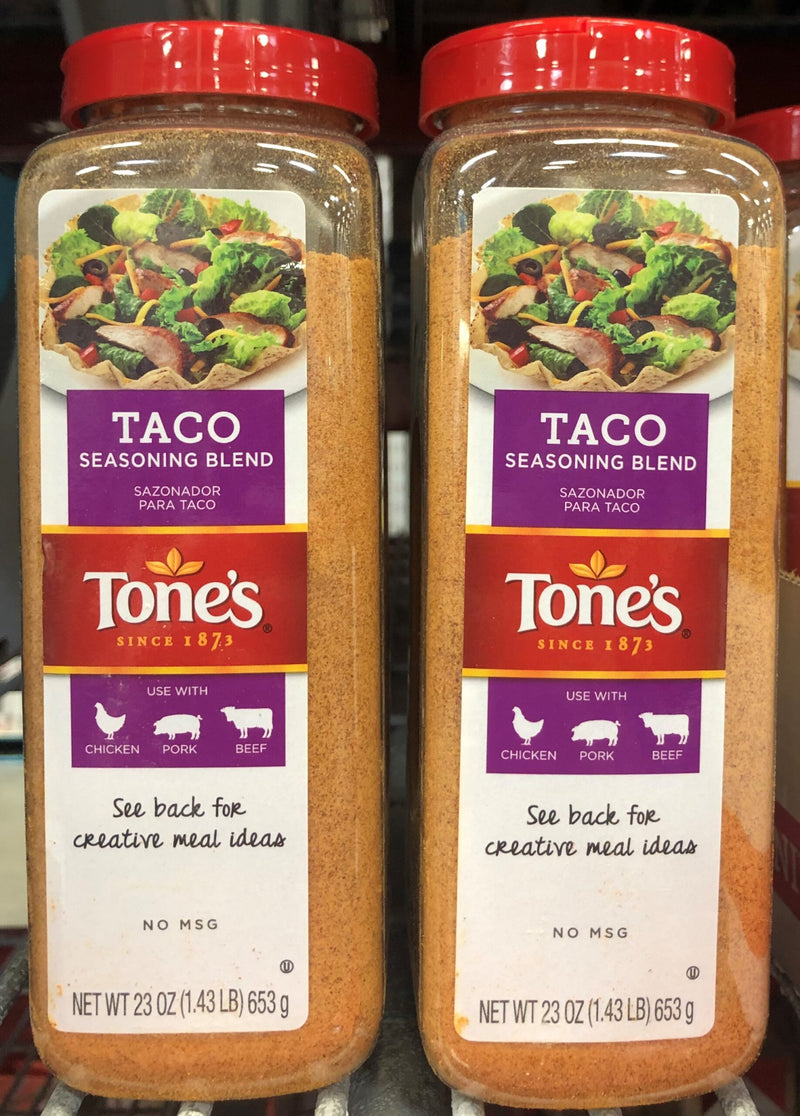 TACO
SEASONING BLEND
SAZONADOR
PARA TACO
Tone's®
SINCE 1873
USE WITH
CHICKEN PORK BEEF
See back for
creative meal ideas
NO MSG
U
NET WT 23 OZ (1.43 LB) 653 g
TACO
SEASONING BLEND
SAZONADOR
PARA TACO
Tone's®
SINCE 1873
USE WITH
CHICKEN PORK BEEF
See back for
creative meal ideas
NO MSG
U
NET WT 23 OZ (1.43 LB) 653 g